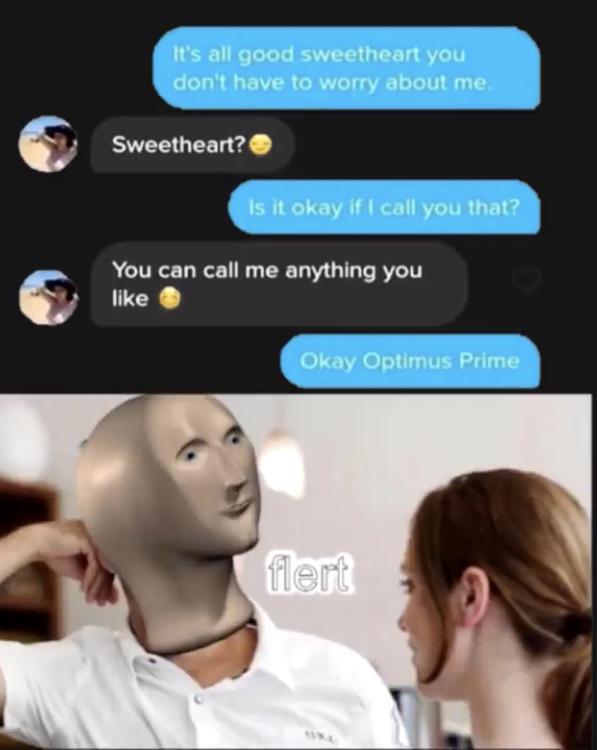 It's all good sweetheart you
don't have to worry about me.
Sweetheart?😏
Is it okay if I call you that?
You can call me anything you
like 😊
Okay Optimus Prime
flert